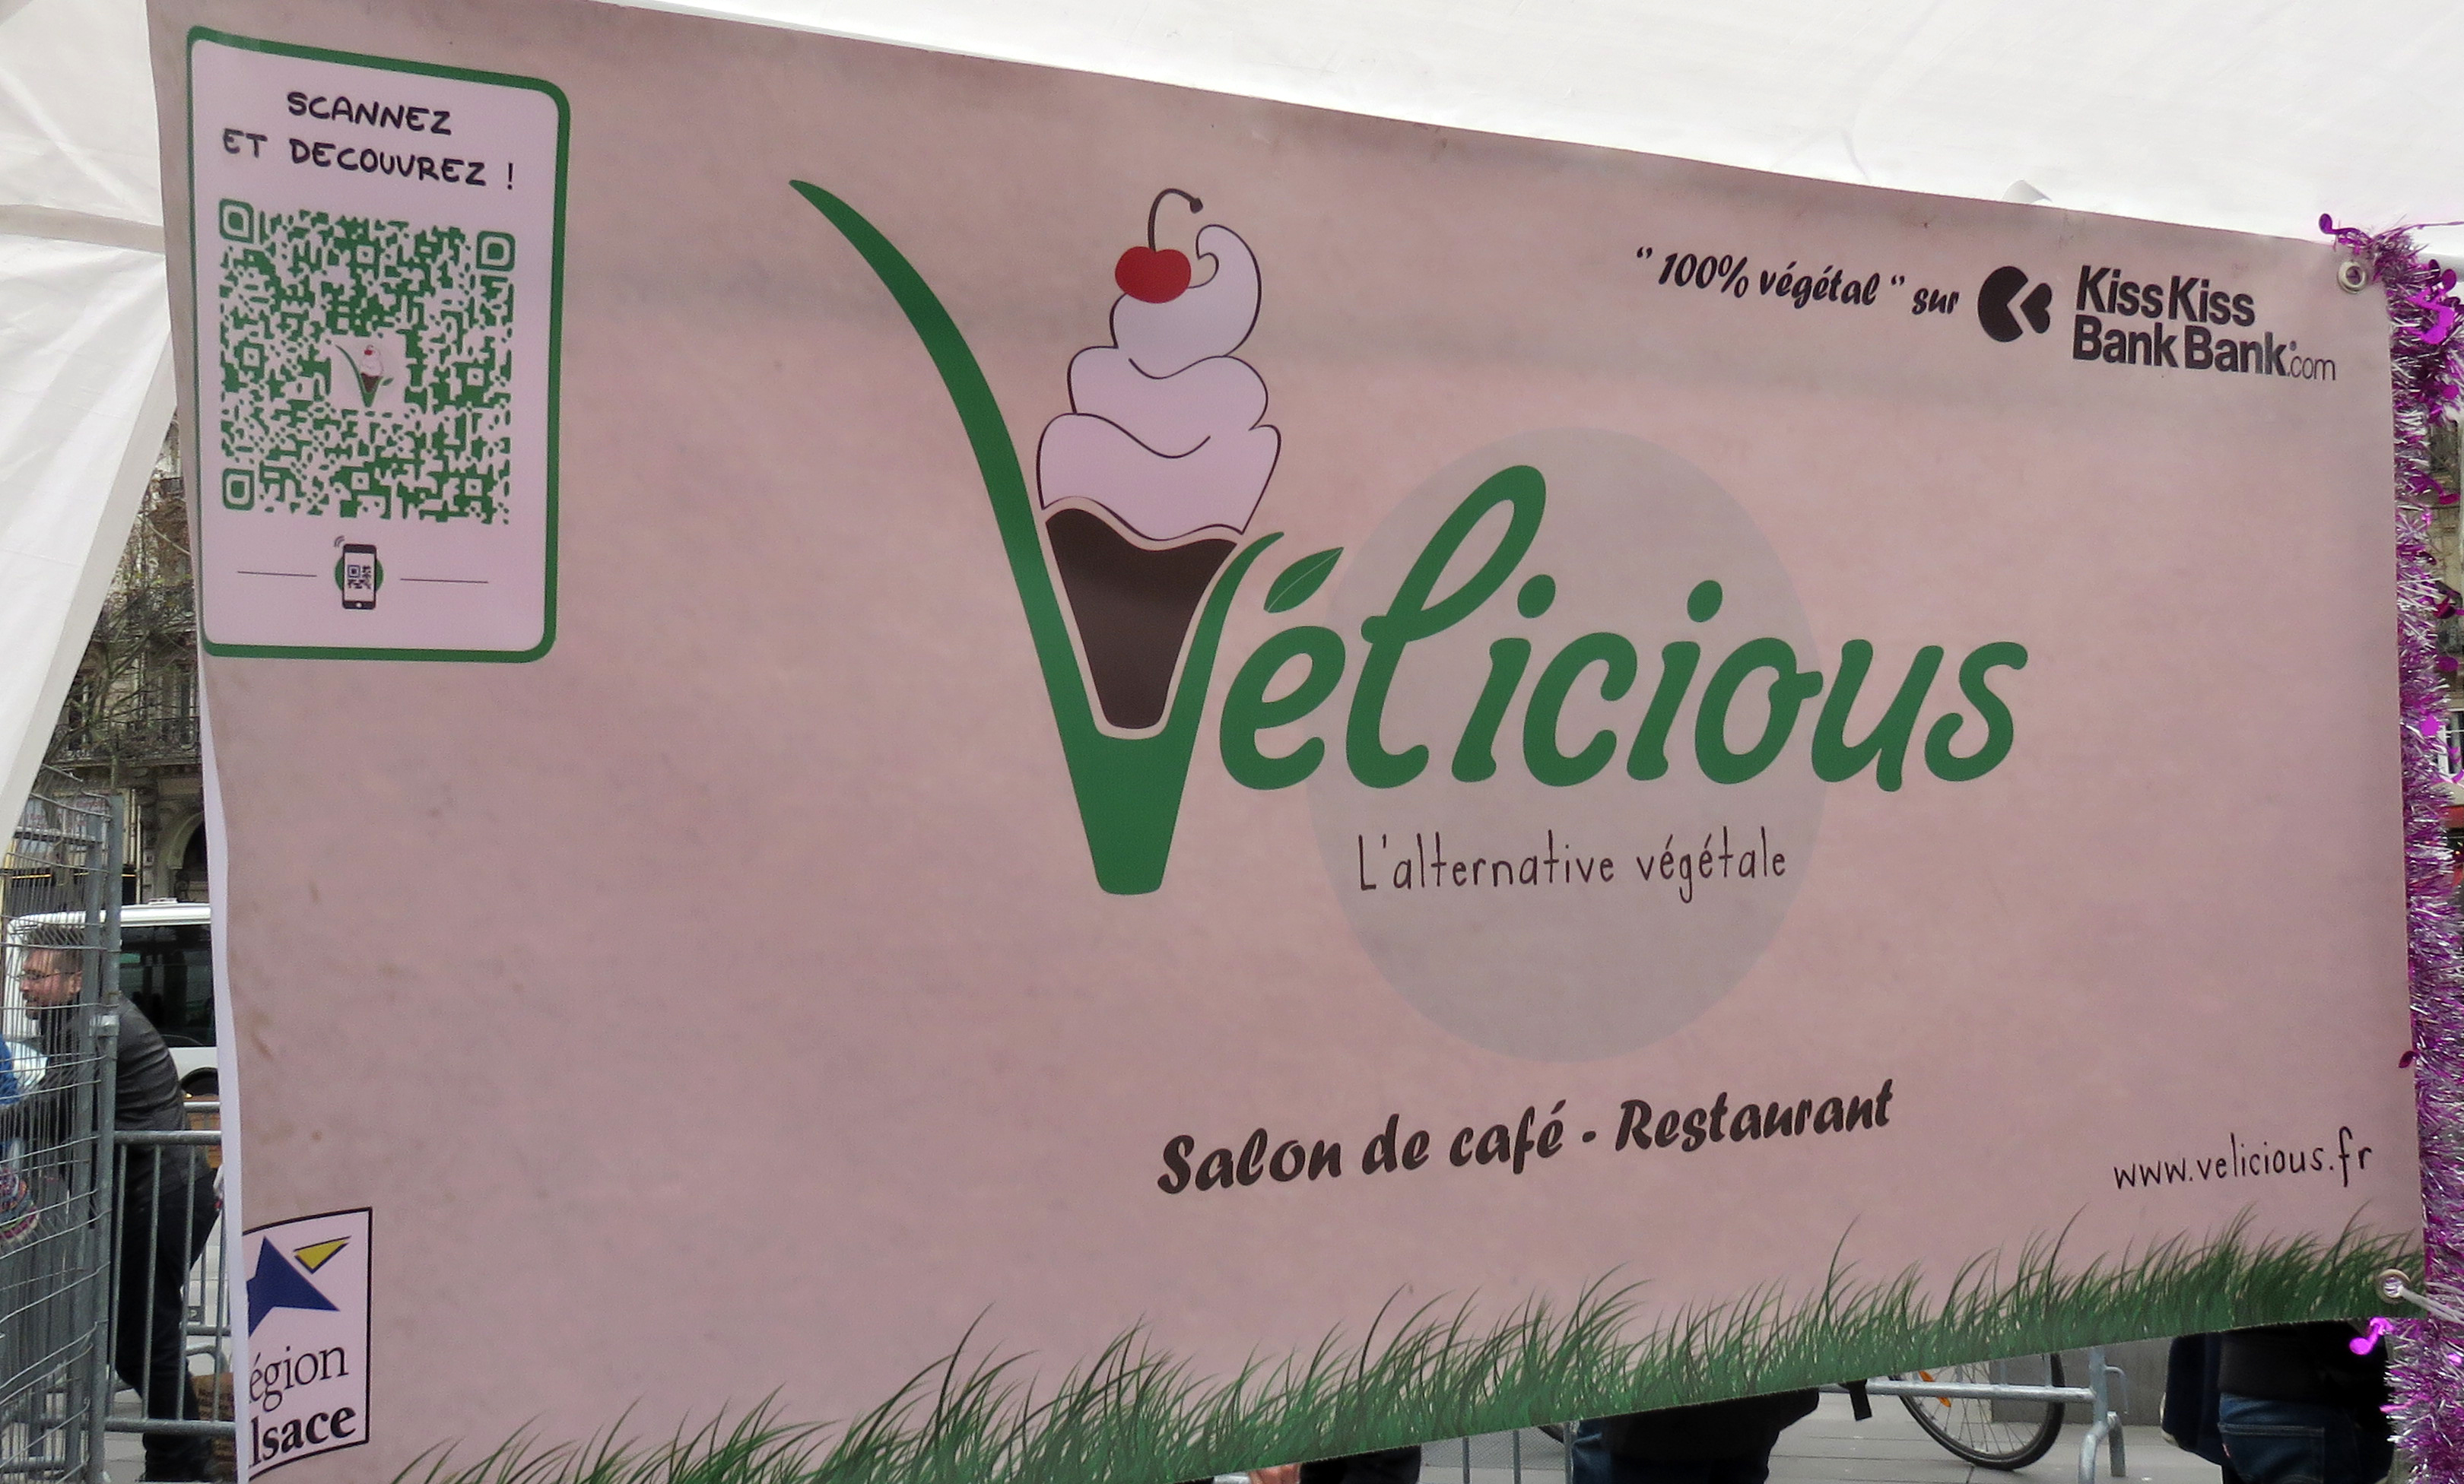 SCANNEZ
ET DECOUVREZ !
" 100% végétal " sur
KissKiss
BankBank.com
Vélicious
L'alternative végétale
Salon de café - Restaurant
www.velicious.fr
égion
lsace